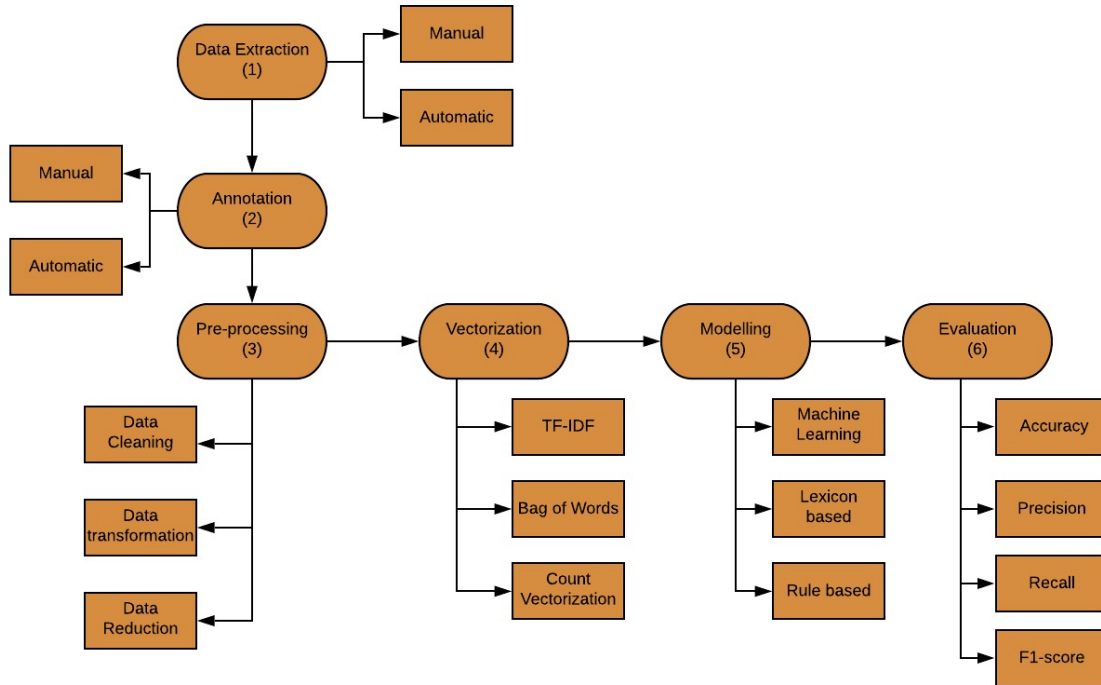 Data Extraction
(1)
Manual
Automatic
Annotation
(2)
Manual
Automatic
Pre-processing
(3)
Vectorization
(4)
Modelling
(5)
Evaluation
(6)
Data
Cleaning
Data
transformation
Data
Reduction
TF-IDF
Bag of Words
Count
Vectorization
Machine
Learning
Lexicon
based
Rule based
Accuracy
Precision
Recall
F1-score